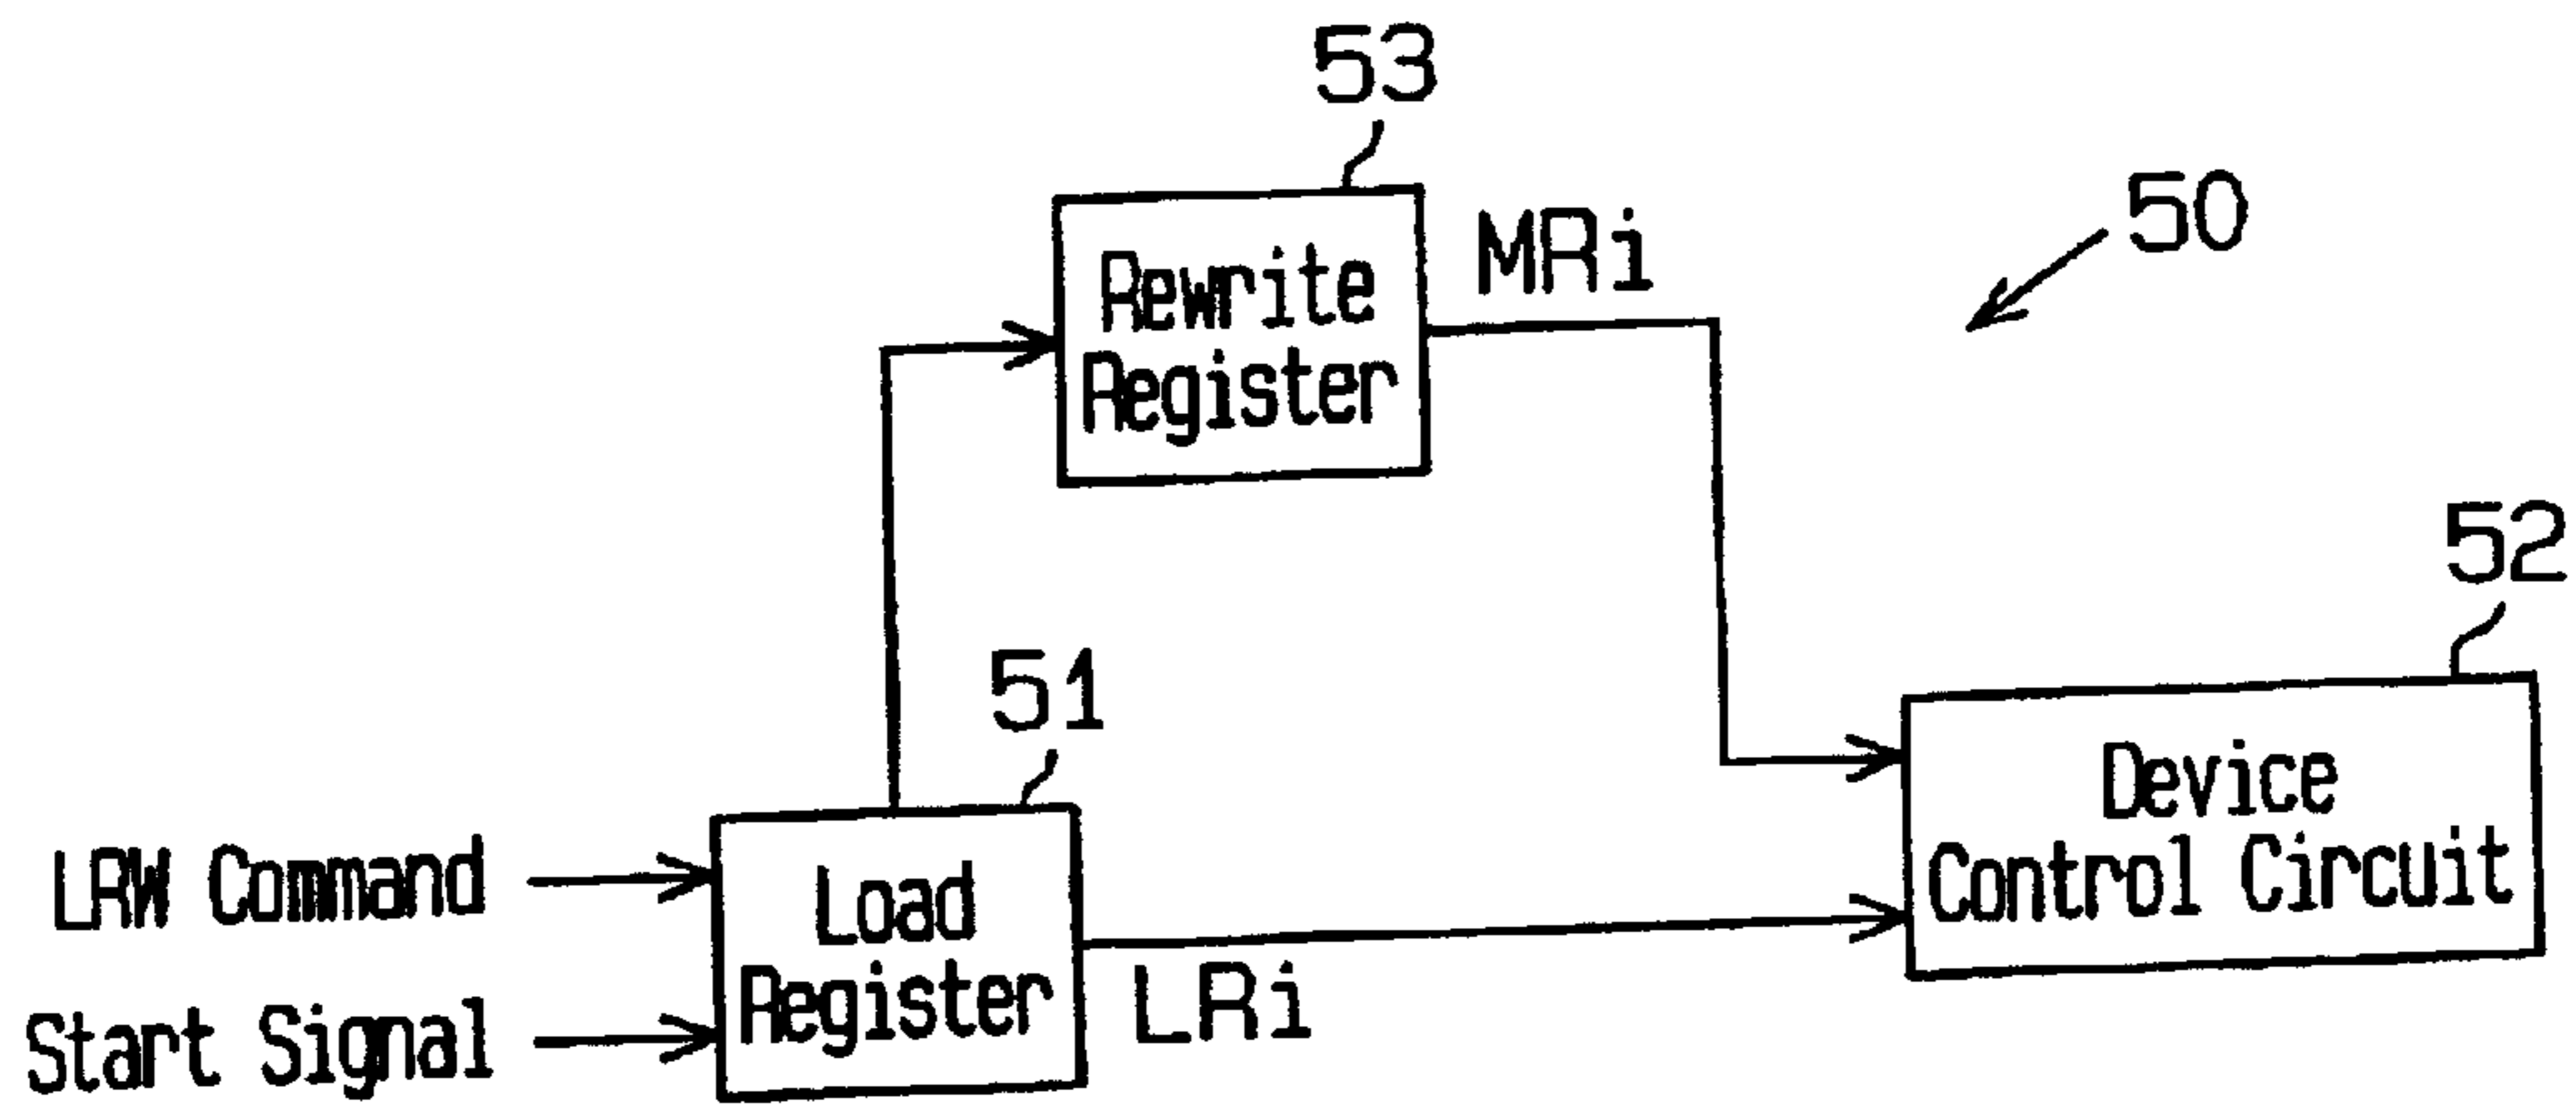 53
50
Rewrite
Register
MRi
52
51
Device
Control Circuit
LRW Command
Load
Register
LRi
Start Signal